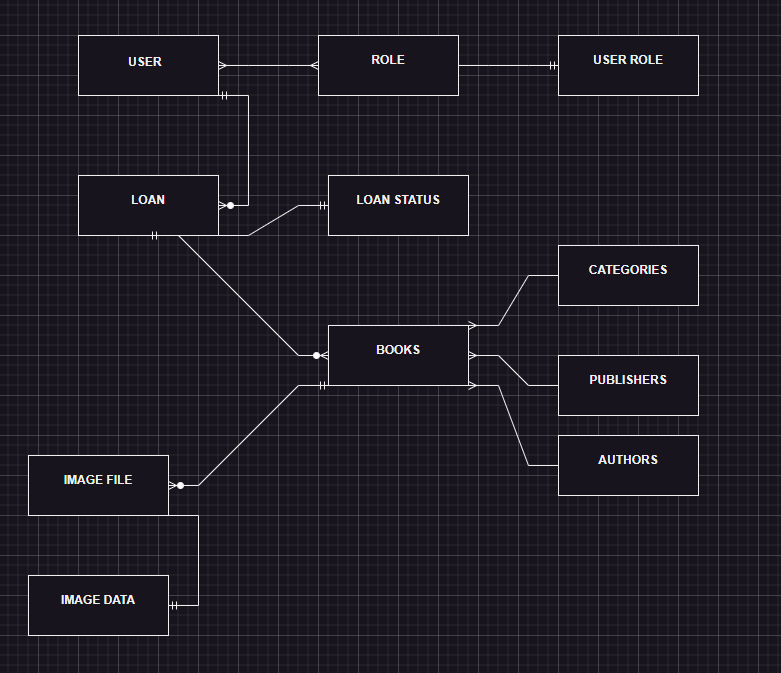 USER
ROLE
USER ROLE
LOAN
LOAN STATUS
CATEGORIES
BOOKS
PUBLISHERS
AUTHORS
IMAGE FILE
IMAGE DATA